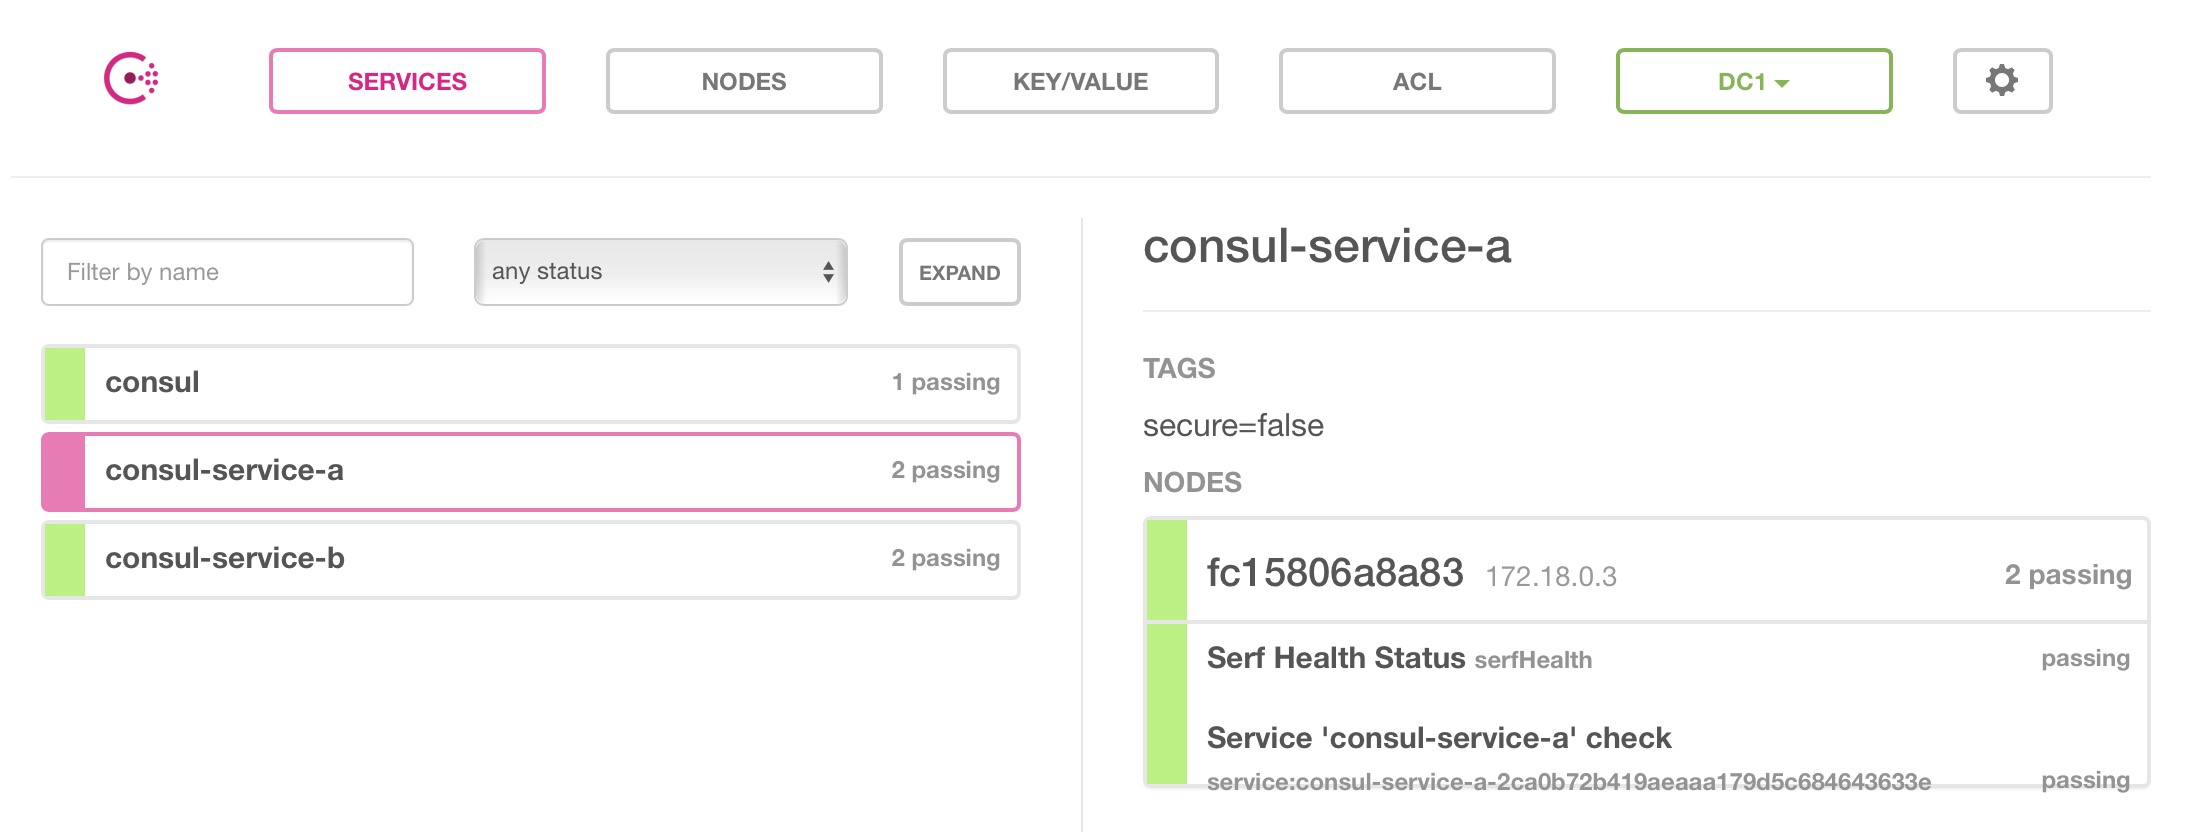 SERVICES NODES KEY/VALUE ACL DC1
Filter by name any status EXPAND
consul 1 passing
consul-service-a 2 passing
consul-service-b 2 passing
consul-service-a
TAGS
secure=false
NODES
fc15806a8a83 172.18.0.3 2 passing
Serf Health Status serfHealth passing
Service 'consul-service-a' check
service:consul-service-a-2ca0b72b419aeaaa179d5c684643633e passing